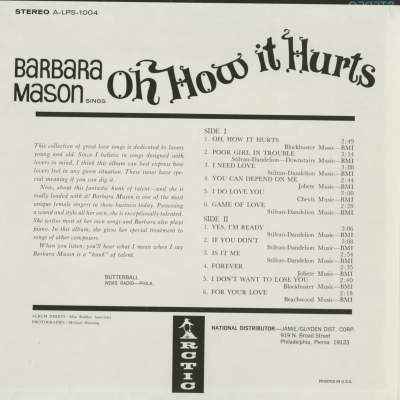 STEREO A-LPS-1004
BARBARA
MASON SINGS
Oh How it Hurts
This collection of great love songs is dedicated to lovers
young and old. Since I believe in songs designed with
lovers in mind, I think this album can best express how
lovers feel in any given situation. These tunes have spe-
cial meaning if you can dig it.
Now, about this fantastic hunk of talent—and she is
really loaded with it! Barbara Mason is one of the most
unique female singers in show business today. Possessing
a sound and style all her own, she is exceptionally talented.
She writes most of her own songs and Barbara also plays
piano. In this album, she gives her special treatment to
songs of other composers.
When you listen, you'll hear what I mean when I say
Barbara Mason is a "hunk" of talent.
BUTTERBALL
WDAS RADIO—PHILA.
SIDE I
1. OH, HOW IT HURTS 2:49
Blockbuster Music—BMI
2. POOR GIRL IN TROUBLE 3:14
Stilran-Dandelion—Downstairs Music—BMI
3. I NEED LOVE 3:08
Stilran-Dandelion Music—BMI
4. YOU CAN DEPEND ON ME 2:44
Jobete Music—BMI
5. I DO LOVE YOU 3:00
Chevis Music—BMI
6. GAME OF LOVE 2:29
Stilran-Dandelion Music—BMI
SIDE II
1. YES, I'M READY 3:06
Stilran-Dandelion Music—BMI
2. IF YOU DON'T 3:08
Stilran-Dandelion Music—BMI
3. IS IT ME 2:54
Stilran-Dandelion Music—BMI
4. FOREVER 2:35
Jobete Music—BMI
5. I DON'T WANT TO LOSE YOU 2:40
Blockbuster Music—BMI
6. FOR YOUR LOVE 2:18
Beachwood Music—BMI
ALBUM DESIGN—
PHOTOGRAPHY—
ARCTIC
NATIONAL DISTRIBUTOR—JAMIE/GUYDEN DIST. CORP.
919 N. Broad Street
Philadelphia, Penna. 19123
PRINTED IN U.S.A.